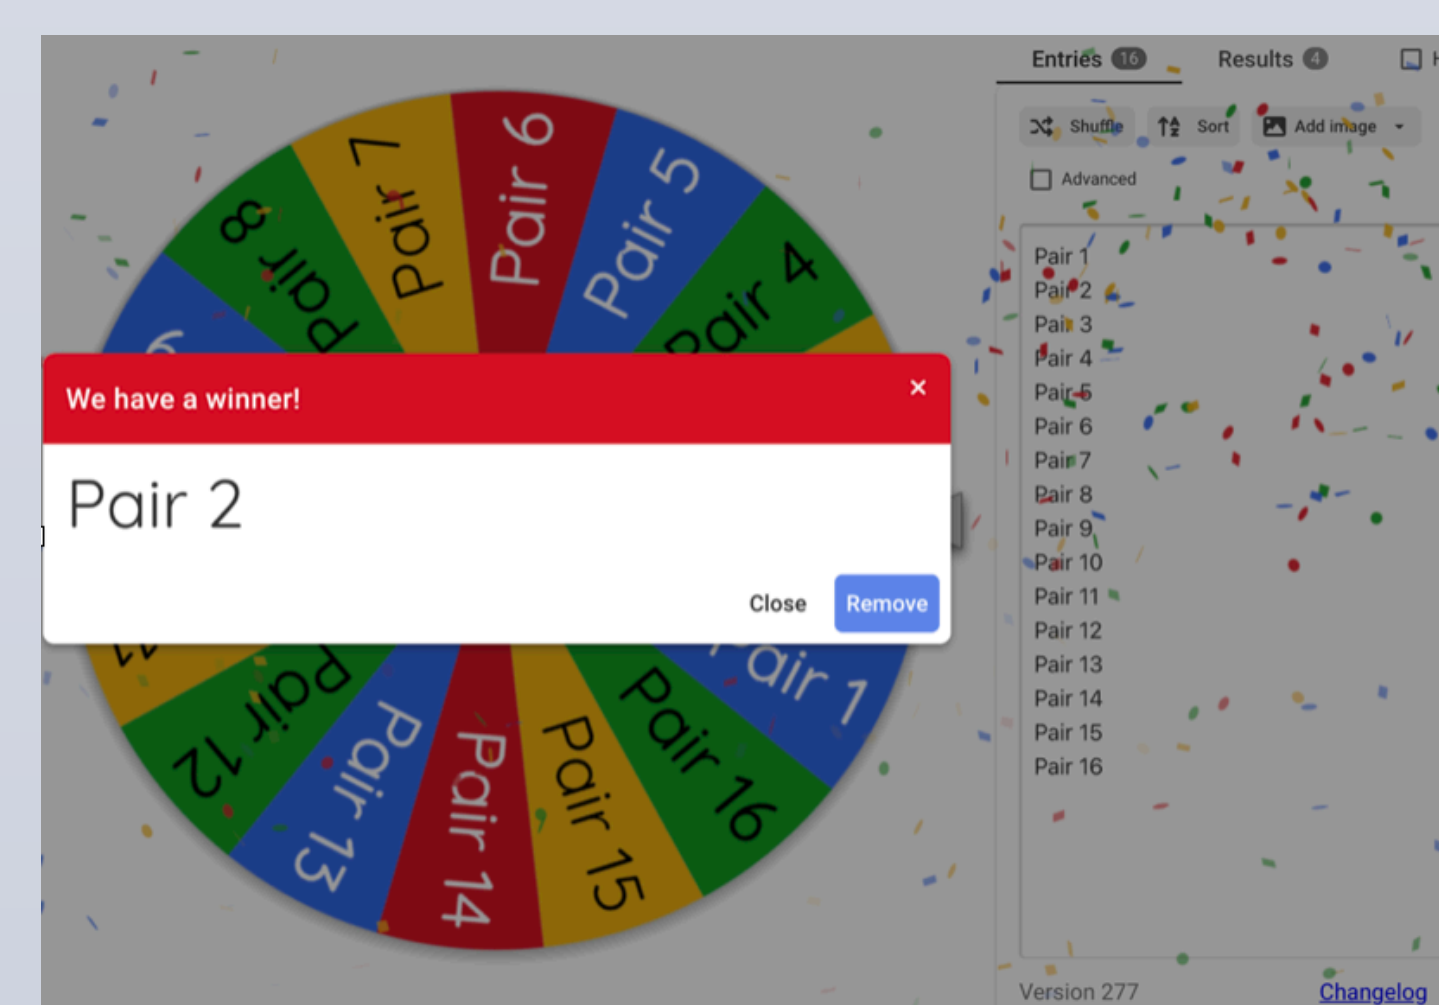 Entries 16 Results 4
Shuffle Sort Add image
Advanced
Pair 1
Pair 2
Pair 3
Pair 4
Pair 5
Pair 6
Pair 7
Pair 8
Pair 9
Pair 10
Pair 11
Pair 12
Pair 13
Pair 14
Pair 15
Pair 16
Version 277 Changelog
Pair 8
Pair 7
Pair 6
Pair 5
Pair 4
9
We have a winner!
Pair 2
Close Remove
11
Pair 12
Pair 13
Pair 14
Pair 15
Pair 16
Pair 1